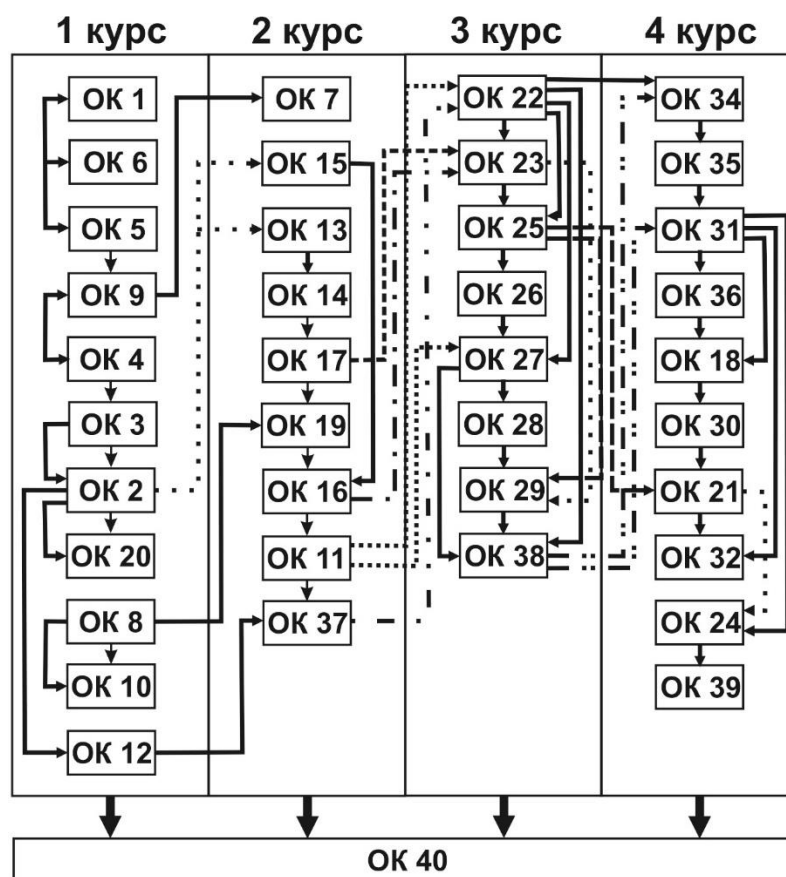 1 курс
2 курс
3 курс
4 курс
ОК 1
ОК 6
ОК 5
ОК 9
ОК 4
ОК 3
ОК 2
ОК 20
ОК 8
ОК 10
ОК 12
ОК 7
ОК 15
ОК 13
ОК 14
ОК 17
ОК 19
ОК 16
ОК 11
ОК 37
ОК 22
ОК 23
ОК 25
ОК 26
ОК 27
ОК 28
ОК 29
ОК 38
ОК 34
ОК 35
ОК 31
ОК 36
ОК 18
ОК 30
ОК 21
ОК 32
ОК 24
ОК 39
ОК 40